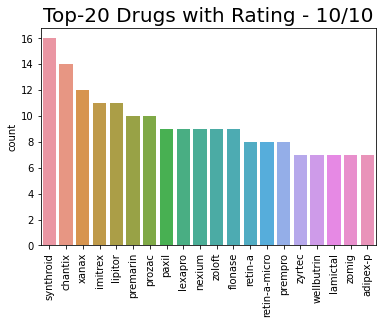 Top-20 Drugs with Rating - 10/10
16
14
12
10
8
6
4
2
0
count
synthroid
chantix
xanax
imitrex
lipitor
premarin
prozac
paxil
lexapro
nexium
zoloft
flonase
retin-a
retin-a-micro
prempro
zyrtec
wellbutrin
lamictal
zomig
adipex-p